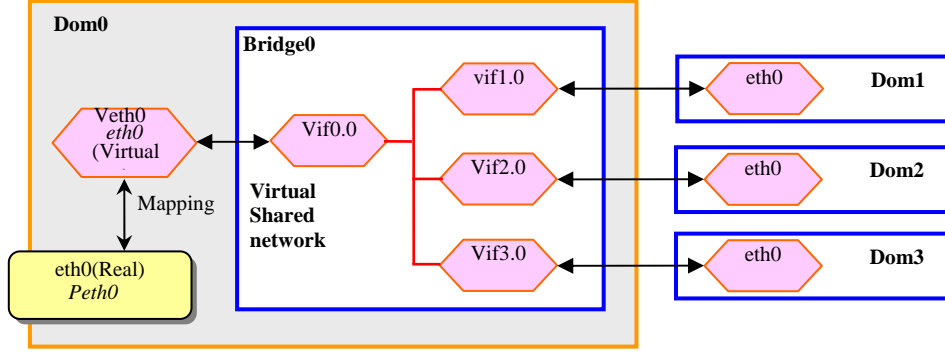 Dom0
Bridge0
vif1.0
eth0
Dom1
Veth0
eth0
(Virtual
Vif0.0
Vif2.0
eth0
Dom2
Mapping
Virtual
Shared
network
Vif3.0
eth0
Dom3
eth0(Real)
Peth0